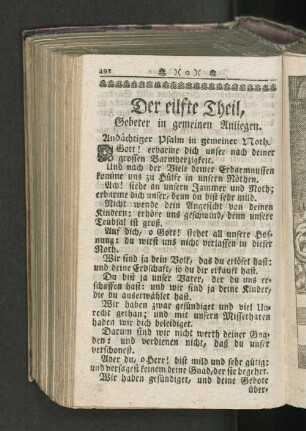 492
Der eilfte Theil,
Gebeter in gemeinen Anliegen.
Andächtiger Psalm in gemeiner Noth.
O Gott! erbarme dich unser nach deiner
grossen Barmhertzigkeit.
Und nach der Viele deiner Erbarmnussen
komme uns zu Hülfe in unsern Nöthen.
Ach! siehe an unsern Jammer und Noth;
erbarme dich unser, denn du bist sehr mild.
Nicht wende dein Angesicht von deinen
Kindern; erhöre uns geschwind, denn unsere
Trübsal ist groß.
Auf dich, o Gott! stehet all unsere Hof-
nung: du wirst uns nicht verlassen in dieser
Noth.
Wir sind ja dein Volk, das du erlöset hast:
und deine Erbschaft, so du dir erkauft hast.
Du bist ja unser Vater, der du uns er-
schaffen hast: und wir sind ja deine Kinder,
die du auserwählet hast.
Wir haben zwar gesündiget und viel Un-
recht gethan; und mit unsern Missethaten
haben wir dich beleidiget.
Darum sind wir nicht werth deiner Gna-
den: und verdienen nicht, daß du unser
verschonest.
Aber du, o Herr! bist mild und sehr gütig:
und versagest keinem deine Gnad, der sie begehrt.
Wir haben gesündiget, und deine Gebote
über-